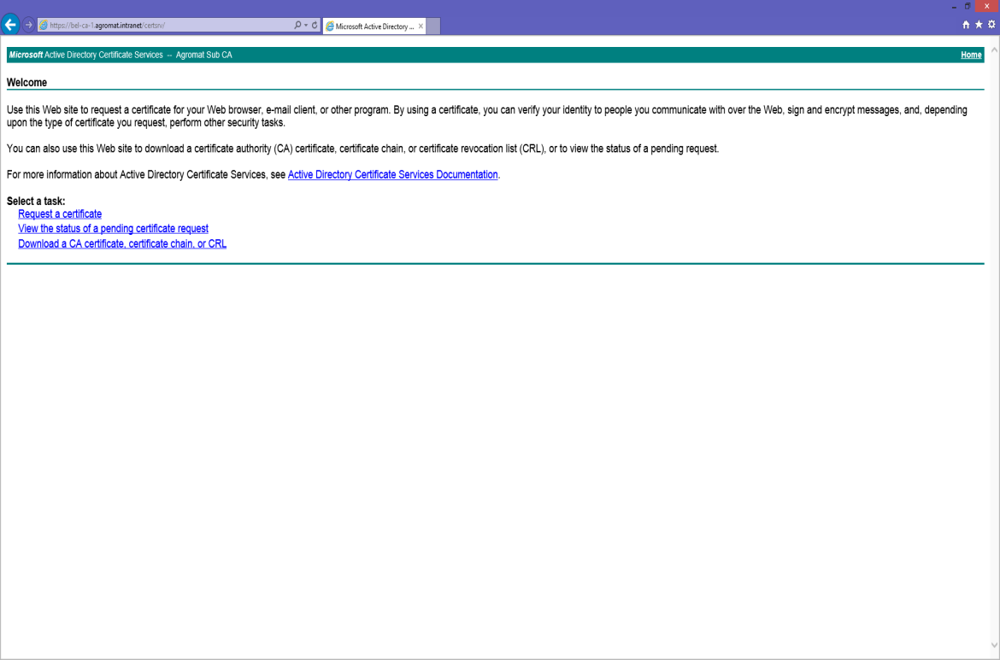 https://bel-ca-1.agromat.intranet/certsrv/
Microsoft Active Directory ...
Microsoft Active Directory Certificate Services -- Agromat Sub CA
Home
Welcome
Use this Web site to request a certificate for your Web browser, e-mail client, or other program. By using a certificate, you can verify your identity to people you communicate with over the Web, sign and encrypt messages, and, depending
upon the type of certificate you request, perform other security tasks.
You can also use this Web site to download a certificate authority (CA) certificate, certificate chain, or certificate revocation list (CRL), or to view the status of a pending request.
For more information about Active Directory Certificate Services, see Active Directory Certificate Services Documentation.
Select a task:
Request a certificate
View the status of a pending certificate request
Download a CA certificate, certificate chain, or CRL